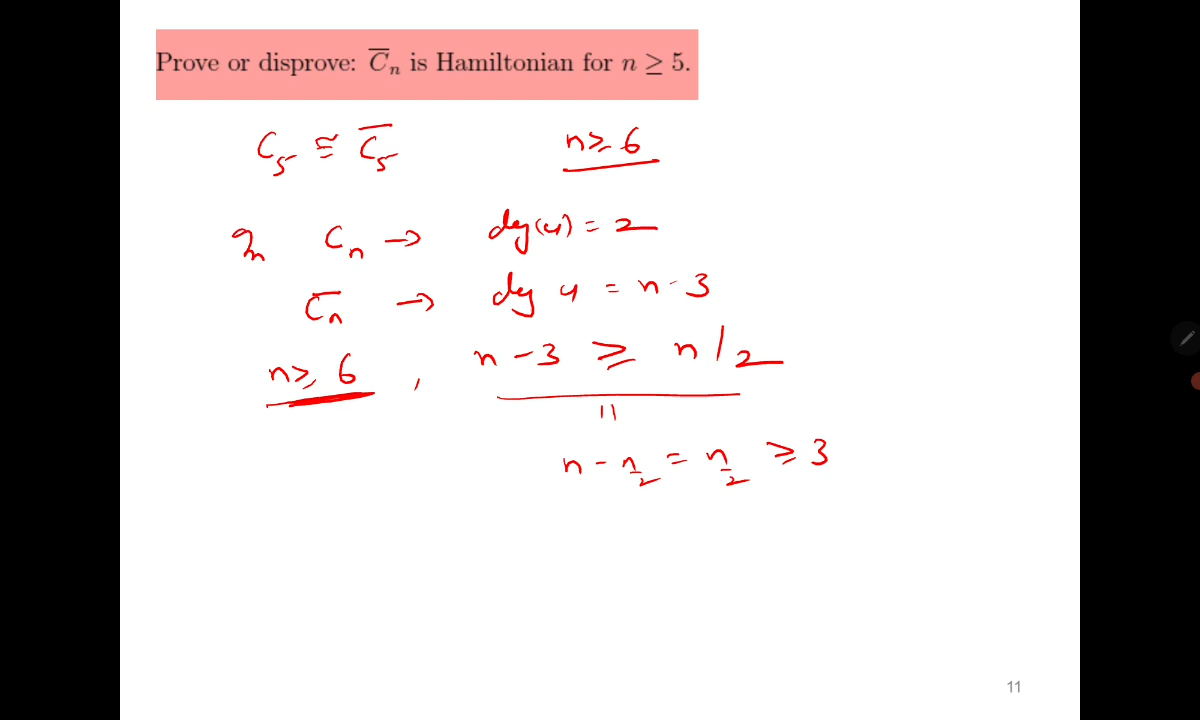 Prove or disprove: C̅ₙ is Hamiltonian for n ≥ 5.
C₅ ≅ C̅₅ n ≥ 6
In Cₙ → deg(u) = 2
C̅ₙ → deg u = n - 3
n ≥ 6 , n - 3 ≥ n/2
n - n/2 = n/2 ≥ 3
11